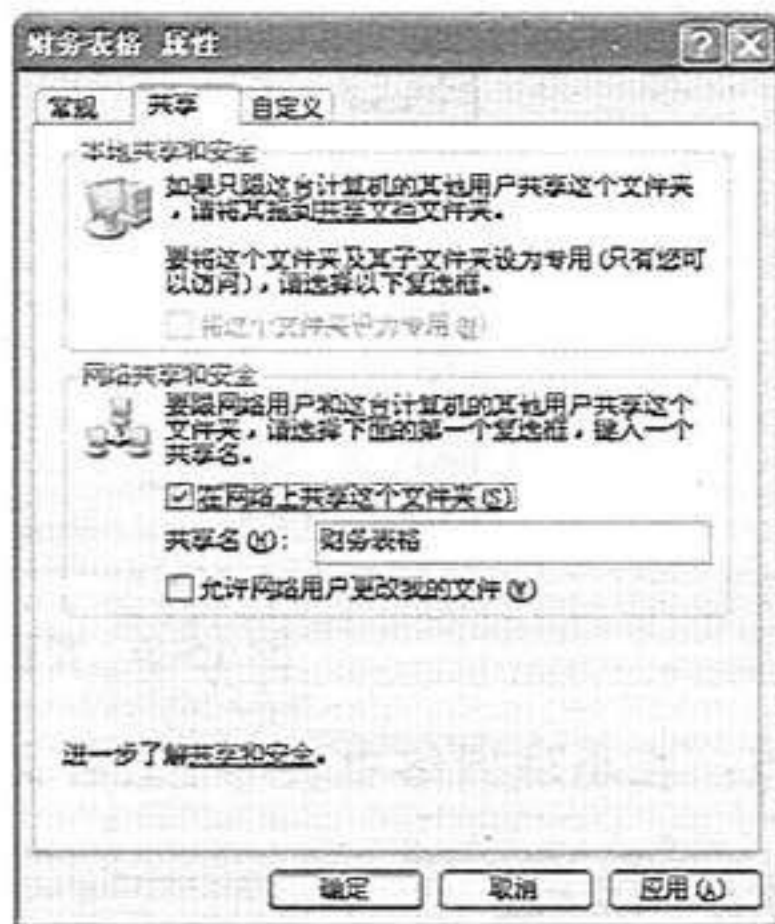 财务表格 属性
常规 共享 自定义
本地共享和安全
如果只跟这台计算机的其他用户共享这个文件夹
，请将其拖到共享文档文件夹。
要将这个文件夹及其子文件夹设为专用(只有您可
以访问)，请选择以下复选框。
将这个文件夹设为专用(M)
网络共享和安全
要跟网络用户和这台计算机的其他用户共享这个
文件夹，请选择下面的第一个复选框，键入一个
共享名。
在网络上共享这个文件夹(S)
共享名(H)： 财务表格
允许网络用户更改我的文件(W)
进一步了解共享和安全。
确定 取消 应用(A)